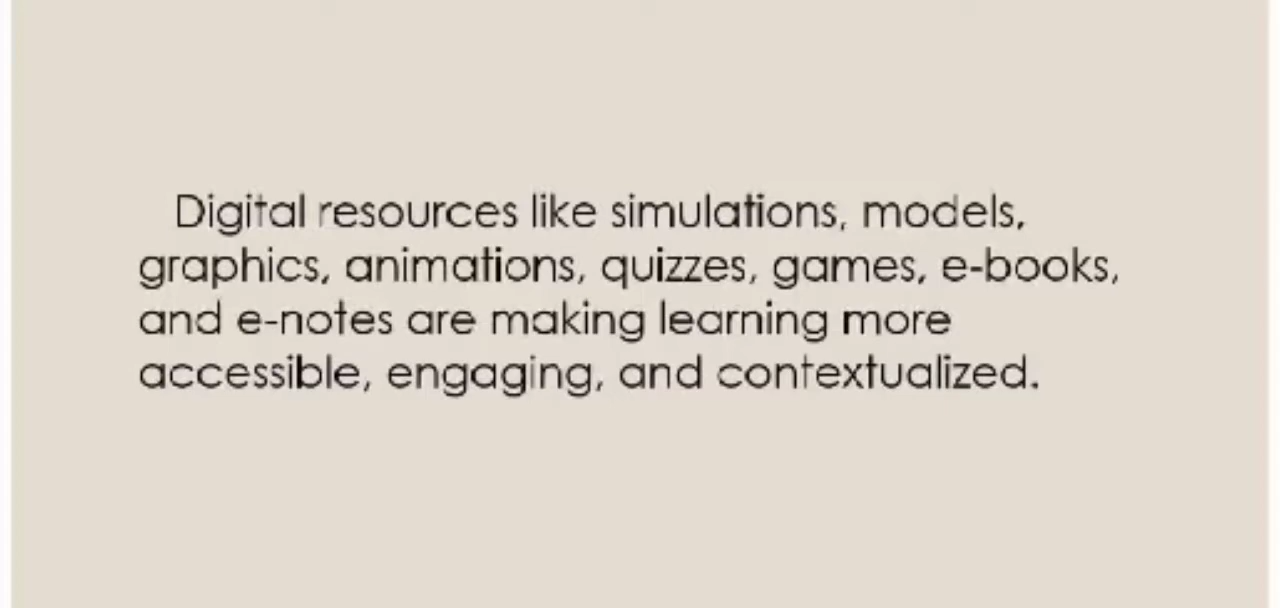 Digital resources like simulations, models,
graphics, animations, quizzes, games, e-books,
and e-notes are making learning more
accessible, engaging, and contextualized.